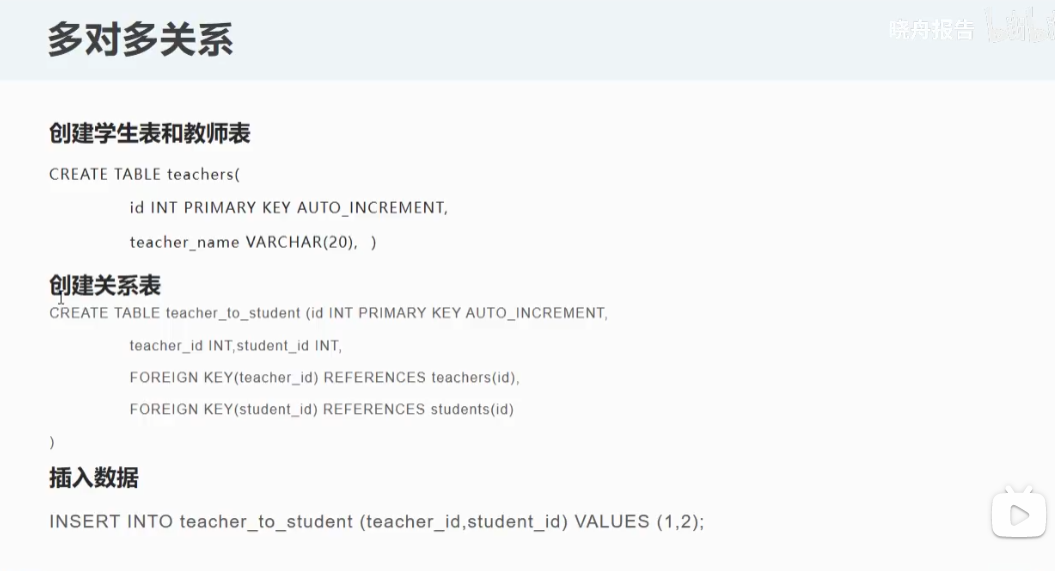 多对多关系
晓舟报告
创建学生表和教师表
CREATE TABLE teachers(
id INT PRIMARY KEY AUTO_INCREMENT,
teacher_name VARCHAR(20), )
创建关系表
CREATE TABLE teacher_to_student (id INT PRIMARY KEY AUTO_INCREMENT,
teacher_id INT,student_id INT,
FOREIGN KEY(teacher_id) REFERENCES teachers(id),
FOREIGN KEY(student_id) REFERENCES students(id)
)
插入数据
INSERT INTO teacher_to_student (teacher_id,student_id) VALUES (1,2);